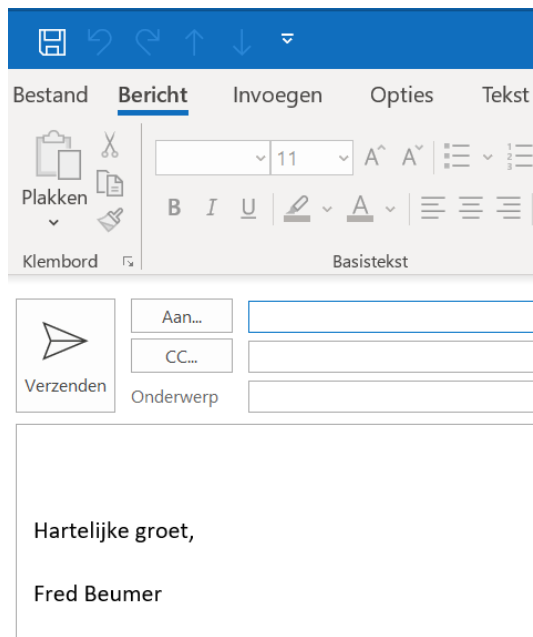 Bestand Bericht Invoegen Opties Tekst
11 A A
Plakken B I U A
Klembord Basistekst
Aan...
CC...
Verzenden
Onderwerp
Hartelijke groet,
Fred Beumer